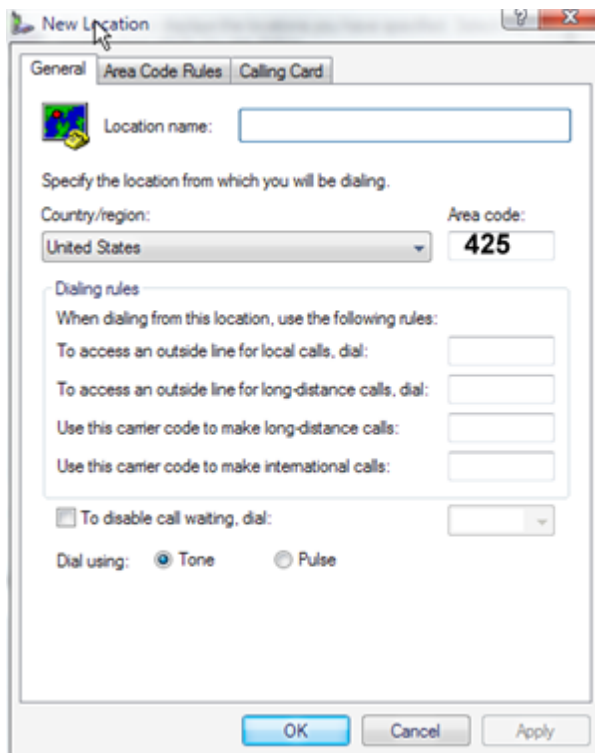 New Location
General Area Code Rules Calling Card
Location name:
Specify the location from which you will be dialing.
Country/region: Area code:
United States 425
Dialing rules
When dialing from this location, use the following rules:
To access an outside line for local calls, dial:
To access an outside line for long-distance calls, dial:
Use this carrier code to make long-distance calls:
Use this carrier code to make international calls:
To disable call waiting, dial:
Dial using: Tone Pulse
OK Cancel Apply